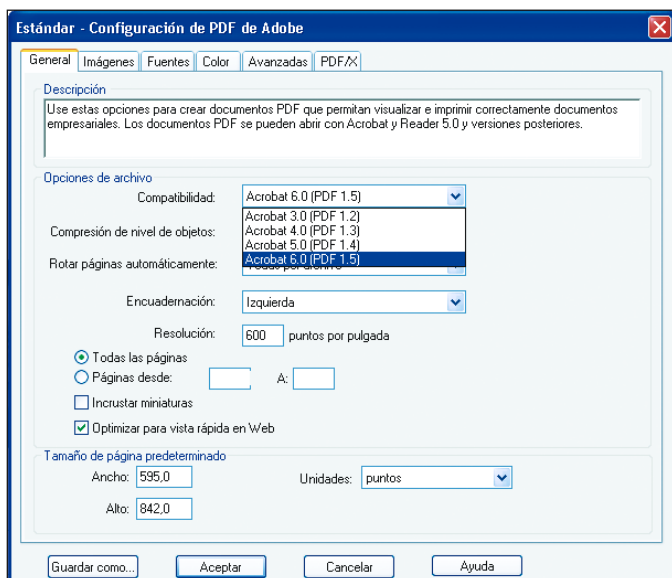 Estándar - Configuración de PDF de Adobe
General Imágenes Fuentes Color Avanzadas PDF/X
Descripción
Use estas opciones para crear documentos PDF que permitan visualizar e imprimir correctamente documentos
empresariales. Los documentos PDF se pueden abrir con Acrobat y Reader 5.0 y versiones posteriores.
Opciones de archivo
Compatibilidad: Acrobat 6.0 (PDF 1.5)
Acrobat 3.0 (PDF 1.2)
Compresión de nivel de objetos: Acrobat 4.0 (PDF 1.3)
Acrobat 5.0 (PDF 1.4)
Rotar páginas automáticamente: Acrobat 6.0 (PDF 1.5)
Encuadernación: Izquierda
Resolución: 600 puntos por pulgada
Todas las páginas
Páginas desde: A:
Incrustar miniaturas
Optimizar para vista rápida en Web
Tamaño de página predeterminado
Ancho: 595,0 Unidades: puntos
Alto: 842,0
Guardar como... Aceptar Cancelar Ayuda